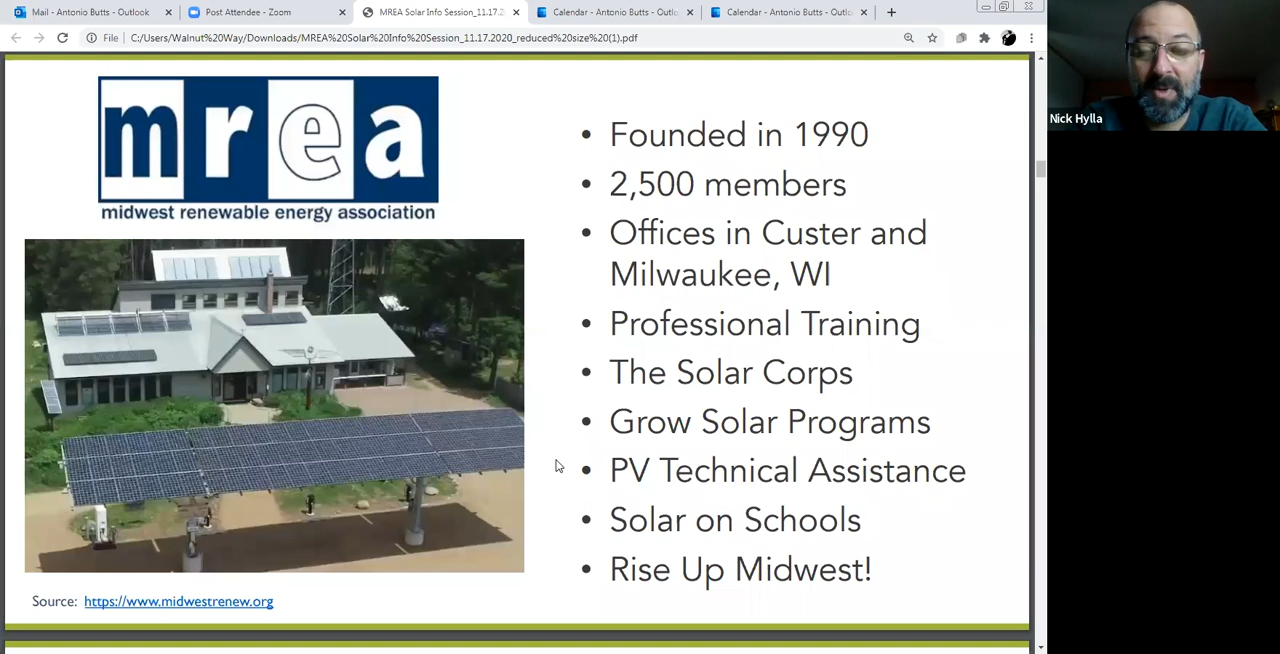 Mail - Antonio Butts - Outlook
Post Attendee - Zoom
MREA Solar Info Session_11.17.2
Calendar - Antonio Butts - Outlo
Calendar - Antonio Butts - Outlo
File
C:/Users/Walnut%20Way/Downloads/MREA%20Solar%20Info%20Session_11.17.2020_reduced%20size%20(1).pdf
mrea
midwest renewable energy association
• Founded in 1990
• 2,500 members
• Offices in Custer and
Milwaukee, WI
• Professional Training
• The Solar Corps
• Grow Solar Programs
• PV Technical Assistance
• Solar on Schools
• Rise Up Midwest!
Source: https://www.midwestrenew.org
Nick Hylla